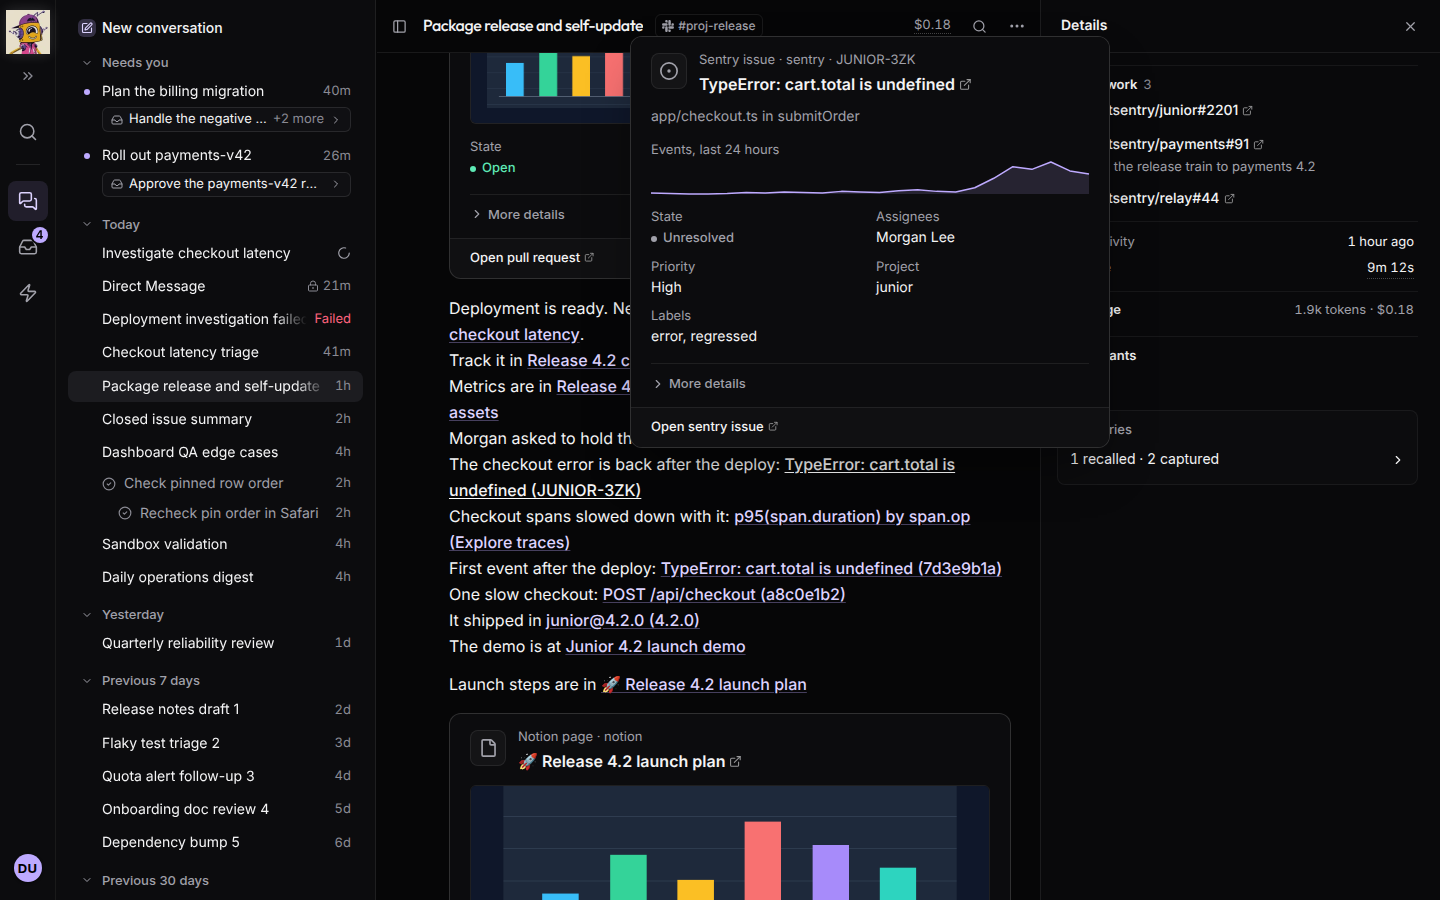 New conversation
Needs you
Plan the billing migration 40m
Handle the negative ... +2 more
Roll out payments-v42 26m
Approve the payments-v42 r...
Today
4
Investigate checkout latency
Direct Message 21m
Deployment investigation failed Failed
Checkout latency triage 41m
Package release and self-update 1h
Closed issue summary 2h
Dashboard QA edge cases 4h
Check pinned row order 2h
Recheck pin order in Safari 2h
Sandbox validation 4h
Daily operations digest 4h
Yesterday
Quarterly reliability review 1d
Previous 7 days
Release notes draft 1 2d
Flaky test triage 2 3d
Quota alert follow-up 3 4d
Onboarding doc review 4 5d
Dependency bump 5 6d
Previous 30 days
DU
Package release and self-update #proj-release $0.18
State
Open
More details
Open pull request
Deployment is ready. Ne
checkout latency.
Track it in Release 4.2 c
Metrics are in Release 4
assets
Morgan asked to hold th
The checkout error is back after the deploy: TypeError: cart.total is
undefined (JUNIOR-3ZK)
Checkout spans slowed down with it: p95(span.duration) by span.op
(Explore traces)
First event after the deploy: TypeError: cart.total is undefined (7d3e9b1a)
One slow checkout: POST /api/checkout (a8c0e1b2)
It shipped in junior@4.2.0 (4.2.0)
The demo is at Junior 4.2 launch demo
Launch steps are in 🚀 Release 4.2 launch plan
Notion page · notion
🚀 Release 4.2 launch plan
Sentry issue · sentry · JUNIOR-3ZK
TypeError: cart.total is undefined
app/checkout.ts in submitOrder
Events, last 24 hours
State Assignees
Unresolved Morgan Lee
Priority Project
High junior
Labels
error, regressed
More details
Open sentry issue
Details
work 3
tsentry/junior#2201
tsentry/payments#91
the release train to payments 4.2
tsentry/relay#44
ivity 1 hour ago
9m 12s
ge 1.9k tokens · $0.18
ants
ries
1 recalled · 2 captured